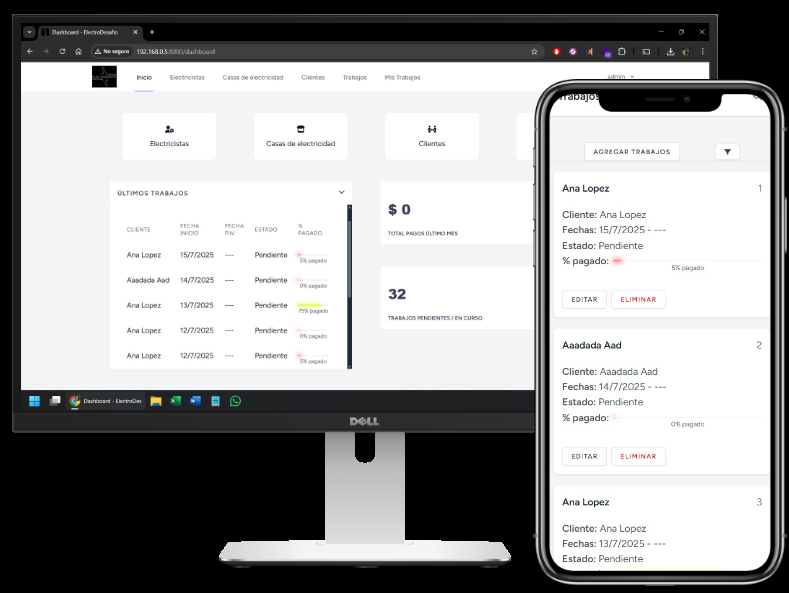 Dashboard - ElectroDesafio
No seguro 192.168.0.5:8000/dashboard
Inicio Electricistas Casas de electricidad Clientes Trabajos Mis Trabajos admin
Electricistas Casas de electricidad Clientes
ÚLTIMOS TRABAJOS
CLIENTE FECHA INICIO FECHA FIN ESTADO % PAGADO
Ana Lopez 15/7/2025 --- Pendiente 5% pagado
Aaadada Aad 14/7/2025 --- Pendiente 0% pagado
Ana Lopez 13/7/2025 --- Pendiente 75% pagado
Ana Lopez 12/7/2025 --- Pendiente 0% pagado
Ana Lopez 12/7/2025 --- Pendiente 5% pagado
$ 0
TOTAL PAGOS ÚLTIMO MES
32
TRABAJOS PENDIENTES / EN CURSO
Dashboard - ElectroDes
DELL
Trabajos
AGREGAR TRABAJOS
Ana Lopez 1
Cliente: Ana Lopez
Fechas: 15/7/2025 - ---
Estado: Pendiente
% pagado:
5% pagado
EDITAR ELIMINAR
Aaadada Aad 2
Cliente: Aaadada Aad
Fechas: 14/7/2025 - ---
Estado: Pendiente
% pagado:
0% pagado
EDITAR ELIMINAR
Ana Lopez 3
Cliente: Ana Lopez
Fechas: 13/7/2025 - ---
Estado: Pendiente